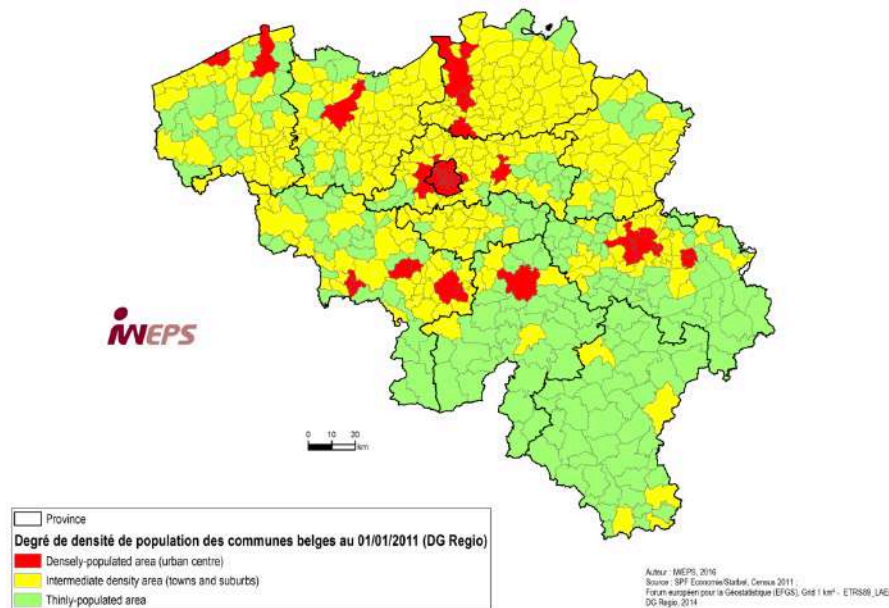 iWEPS
0 10 20
km
Province
Degré de densité de population des communes belges au 01/01/2011 (DG Regio)
Densely-populated area (urban centre)
Intermediate density area (towns and suburbs)
Thinly-populated area
Auteur : IWEPS, 2016
Source : SPF Economie/Statbel, Census 2011 ;
Forum européen pour la Géostatistique (EFGS), Grid 1 km² - ETRS89_LAE
DG Regio, 2014